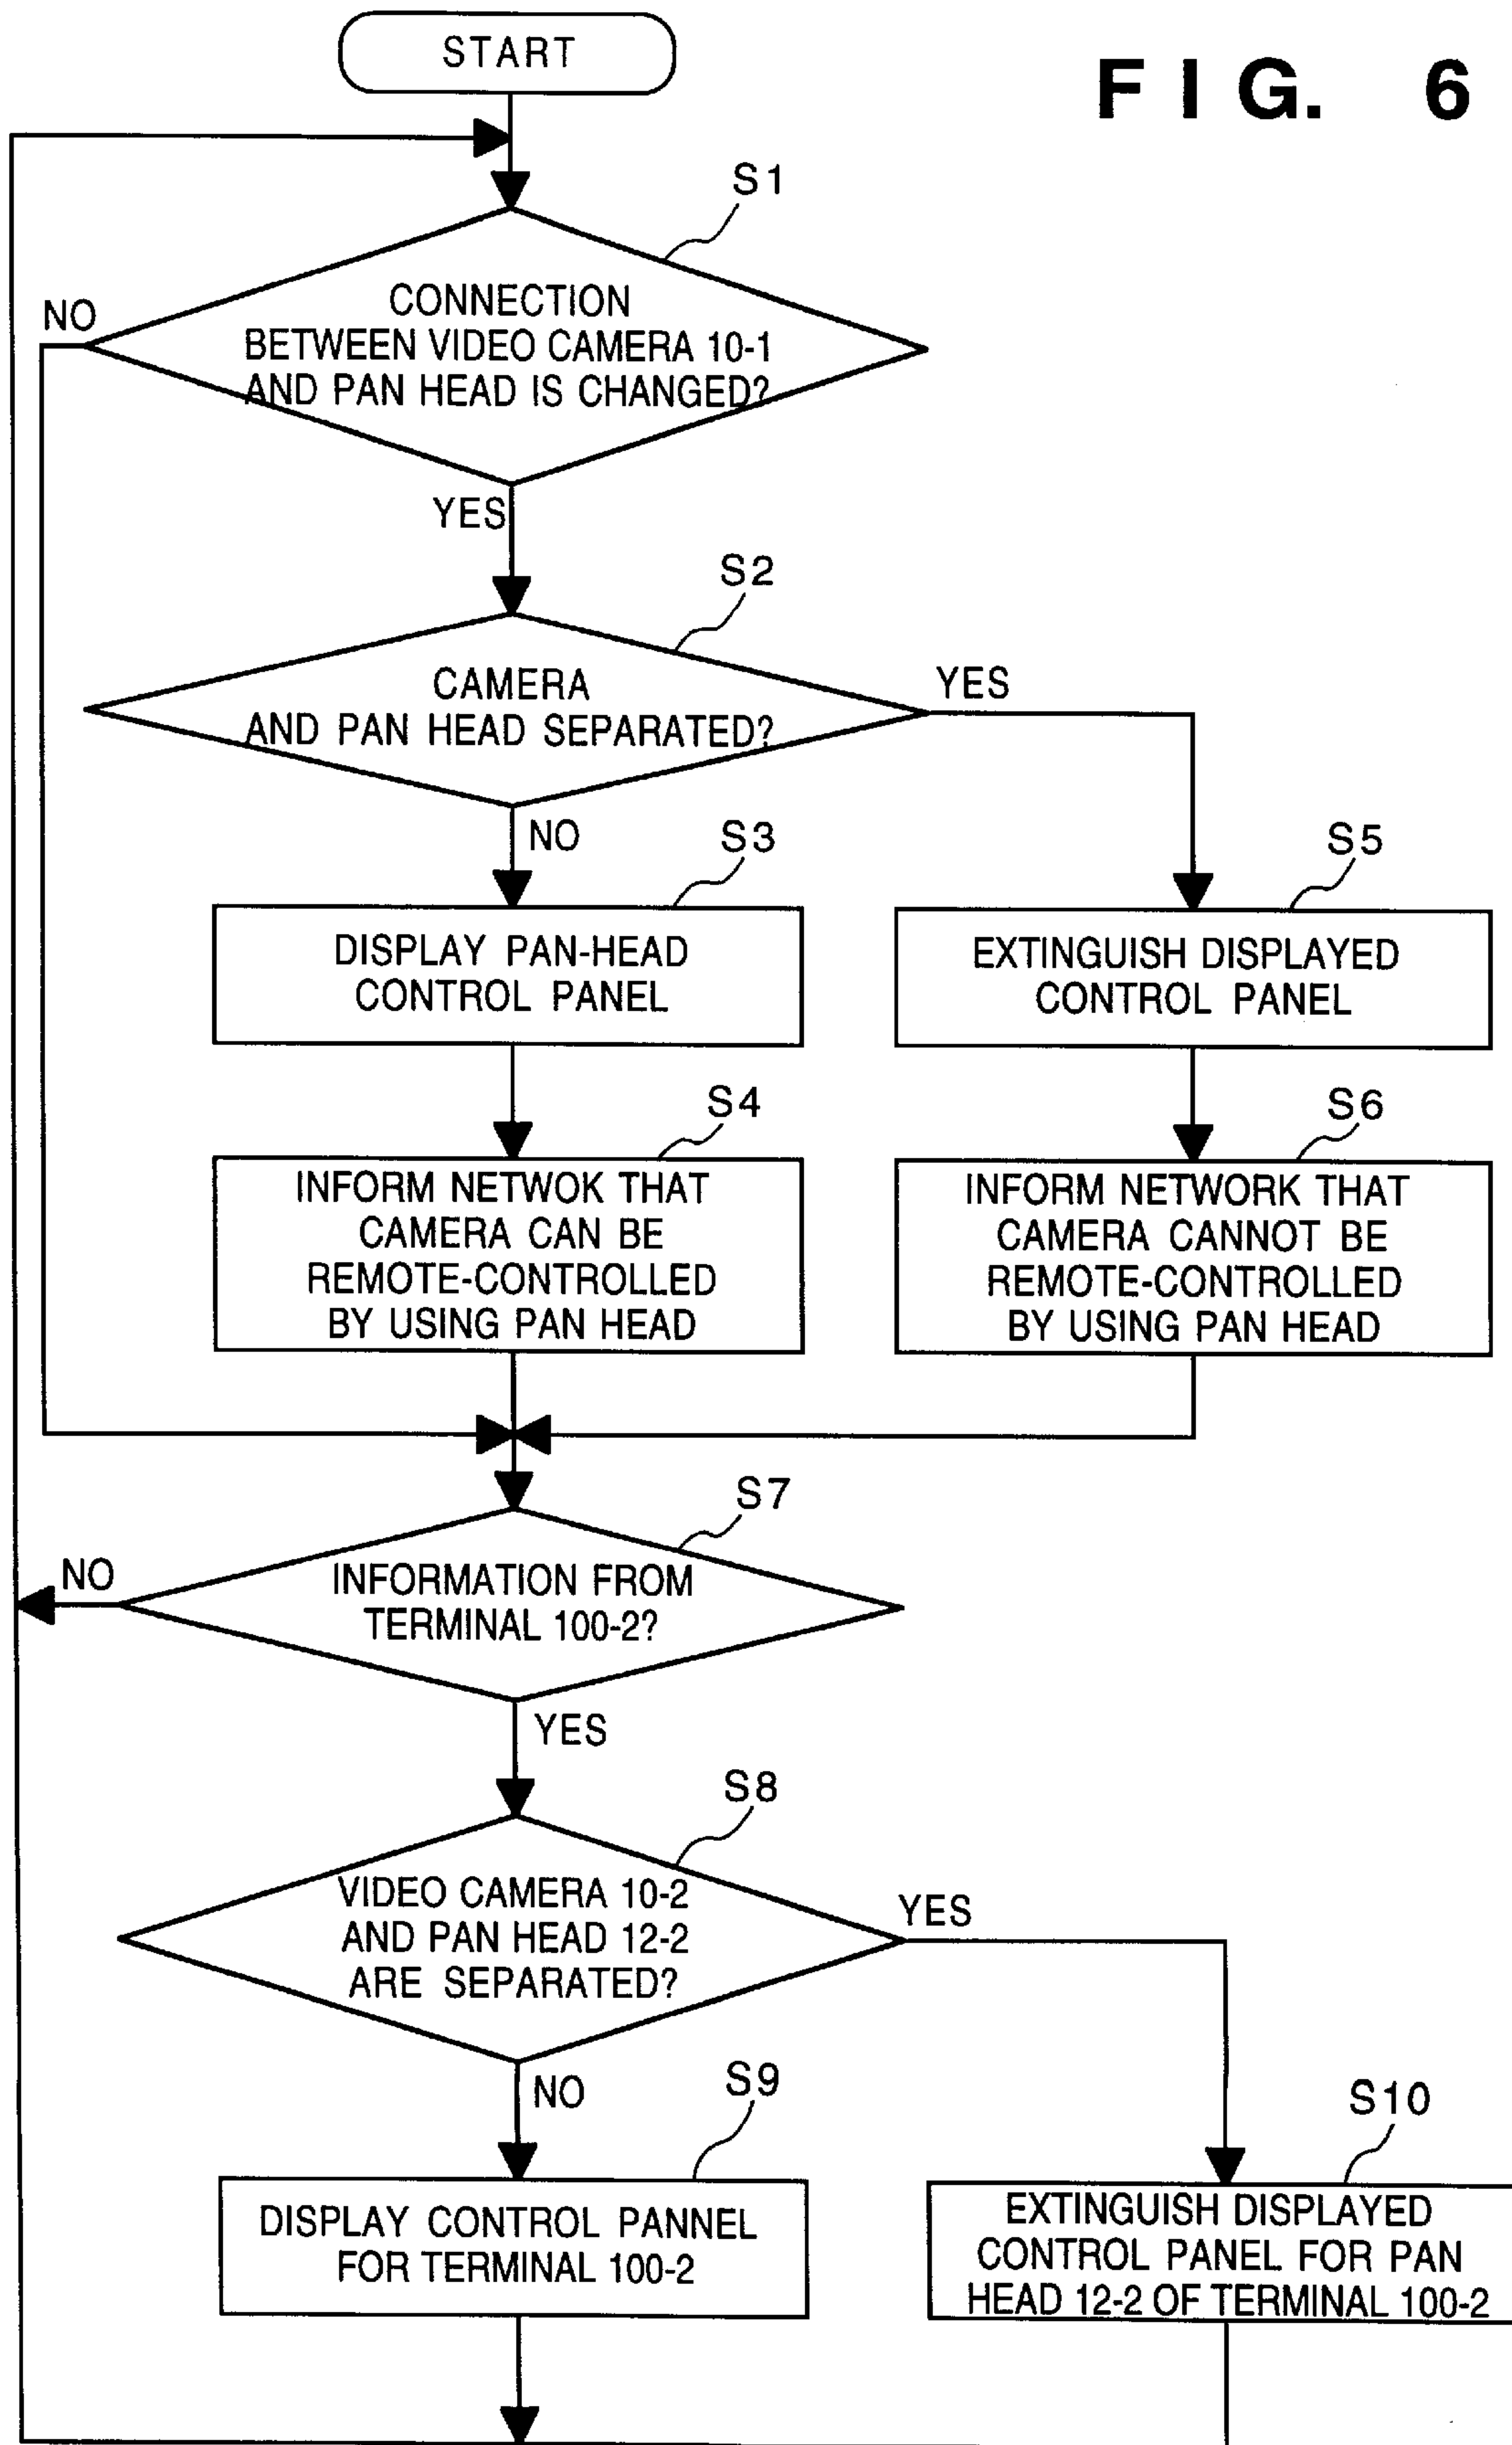 START
FIG. 6
S1
CONNECTION
BETWEEN VIDEO CAMERA 10-1
AND PAN HEAD IS CHANGED?
NO
YES
S2
CAMERA
AND PAN HEAD SEPARATED?
YES
NO
S3
DISPLAY PAN-HEAD
CONTROL PANEL
S5
EXTINGUISH DISPLAYED
CONTROL PANEL
S4
INFORM NETWOK THAT
CAMERA CAN BE
REMOTE-CONTROLLED
BY USING PAN HEAD
S6
INFORM NETWORK THAT
CAMERA CANNOT BE
REMOTE-CONTROLLED
BY USING PAN HEAD
S7
INFORMATION FROM
TERMINAL 100-2?
NO
YES
S8
VIDEO CAMERA 10-2
AND PAN HEAD 12-2
ARE SEPARATED?
YES
NO
S9
DISPLAY CONTROL PANNEL
FOR TERMINAL 100-2
S10
EXTINGUISH DISPLAYED
CONTROL PANEL FOR PAN
HEAD 12-2 OF TERMINAL 100-2